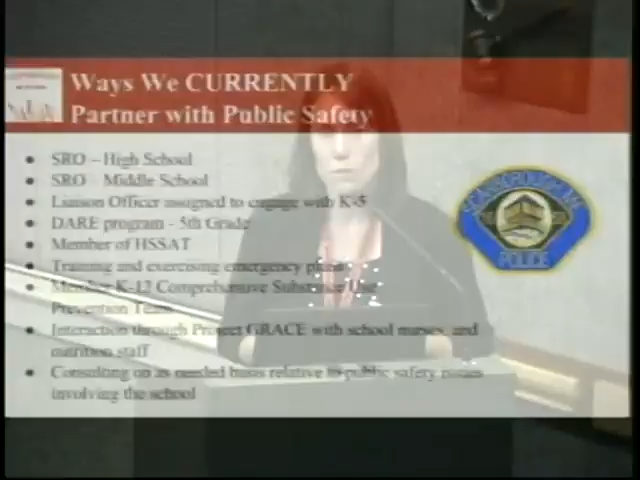 Ways We CURRENTLY
Partner with Public Safety
• SRO – High School
• SRO – Middle School
• Liaison Officer assigned to engage with K-5
• DARE program - 5th Grade
• Member of HSSAT
• Training and exercising emergency plans
• Member K-12 Comprehensive Substance Use
Prevention Team
• Interaction through Project GRACE with school nurses, and
nutrition staff
• Consulting on as needed basis relative to public safety issues
involving the school
SCARBOROUGH, ME
POLICE